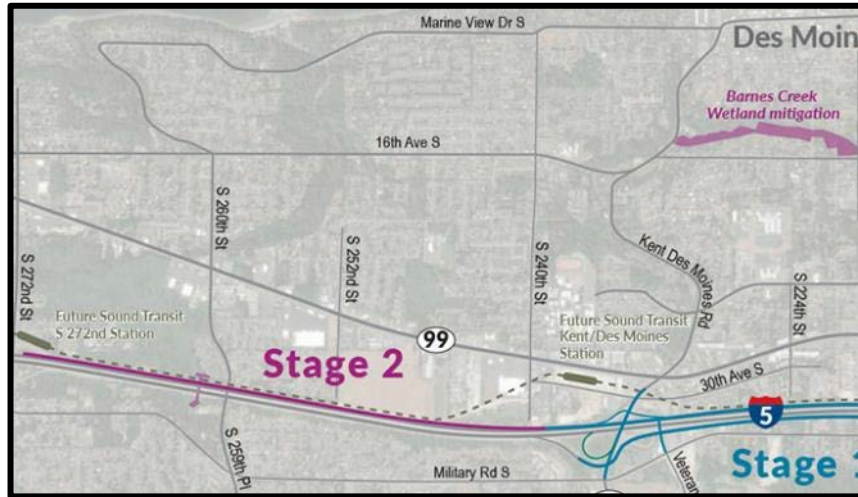 Marine View Dr S
Des Moin
Barnes Creek
Wetland mitigation
16th Ave S
S 260th St
S 272nd St
S 252nd St
S 240th St
Kent Des Moines Rd
S 224th St
Future Sound Transit
S 272nd Station
99
Future Sound Transit
Kent/Des Moines
Station
Stage 2
30th Ave S
5
S 259th Pl
Military Rd S
Veteran
Stage 1